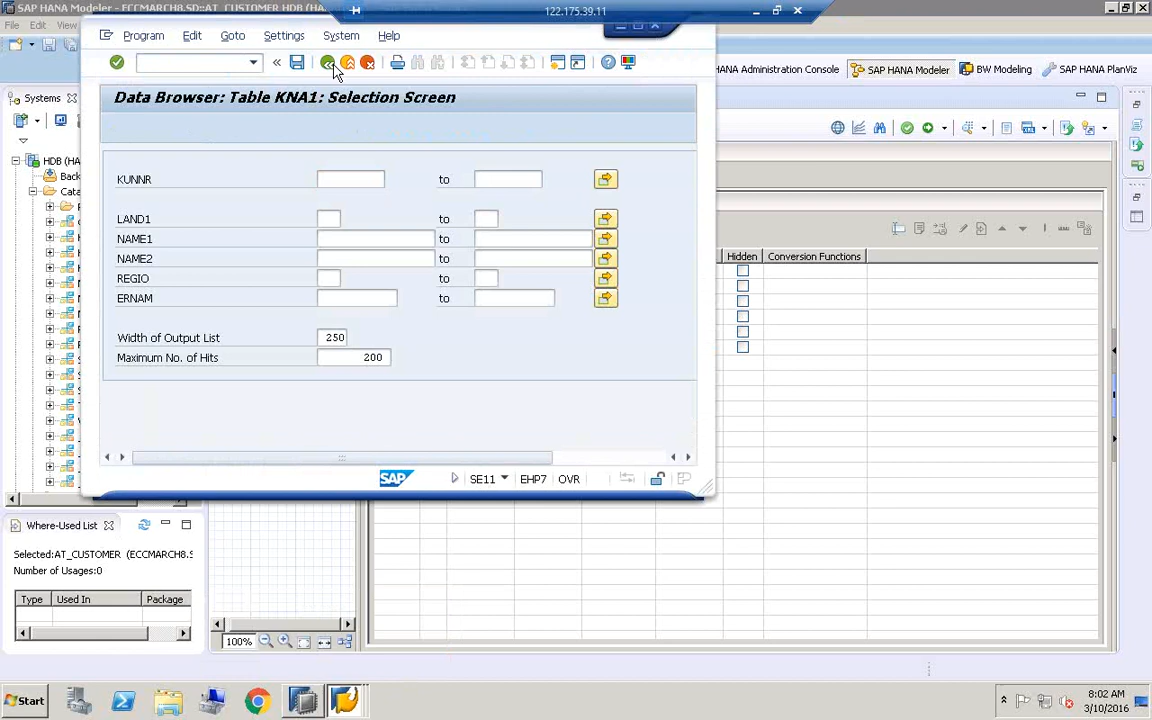 SAP HANA Modeler - ECCMARCH8.SD::AT_CUSTOMER HDB (HA
122.175.39.11
File Edit View
Program Edit Goto Settings System Help
HANA Administration Console SAP HANA Modeler BW Modeling SAP HANA PlanViz
Systems
Data Browser: Table KNA1: Selection Screen
HDB (HA
Back
Cata
KUNNR to
LAND1 to
NAME1 to
NAME2 to
REGIO to
ERNAM to
Hidden Conversion Functions
Width of Output List 250
Maximum No. of Hits 200
SAP SE11 EHP7 OVR
Where-Used List
Selected:AT_CUSTOMER (ECCMARCH8.S
Number of Usages:0
Type Used In Package
100%
Start
8:02 AM
3/10/2016